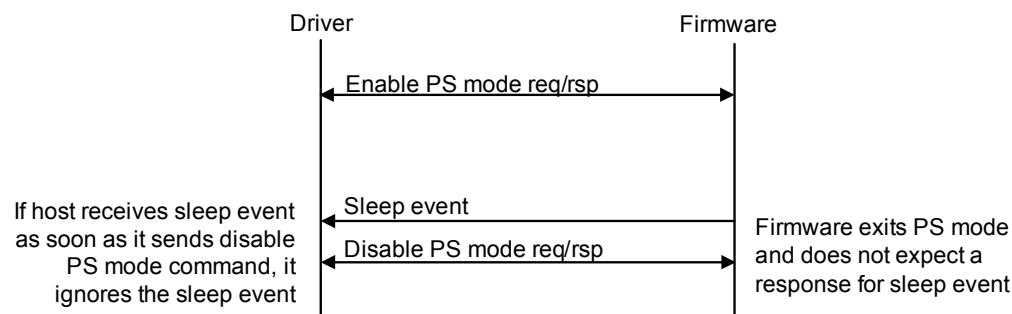 Driver
Firmware
Enable PS mode req/rsp
Sleep event
Disable PS mode req/rsp
If host receives sleep event
as soon as it sends disable
PS mode command, it
ignores the sleep event
Firmware exits PS mode
and does not expect a
response for sleep event